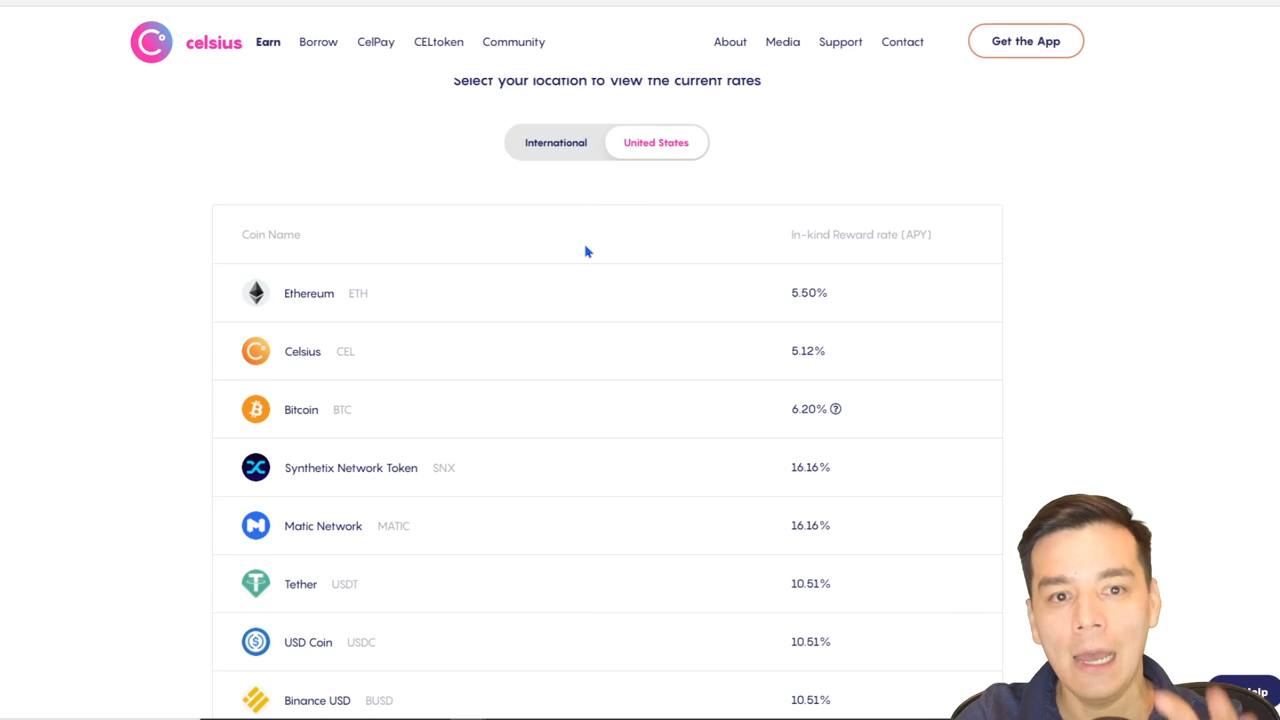 celsius Earn Borrow CelPay CELtoken Community About Media Support Contact Get the App
Select your location to view the current rates
International United States
Coin Name In-kind Reward rate (APY)
Ethereum ETH 5.50%
Celsius CEL 5.12%
Bitcoin BTC 6.20% ?
Synthetix Network Token SNX 16.16%
Matic Network MATIC 16.16%
Tether USDT 10.51%
USD Coin USDC 10.51%
Binance USD BUSD 10.51%